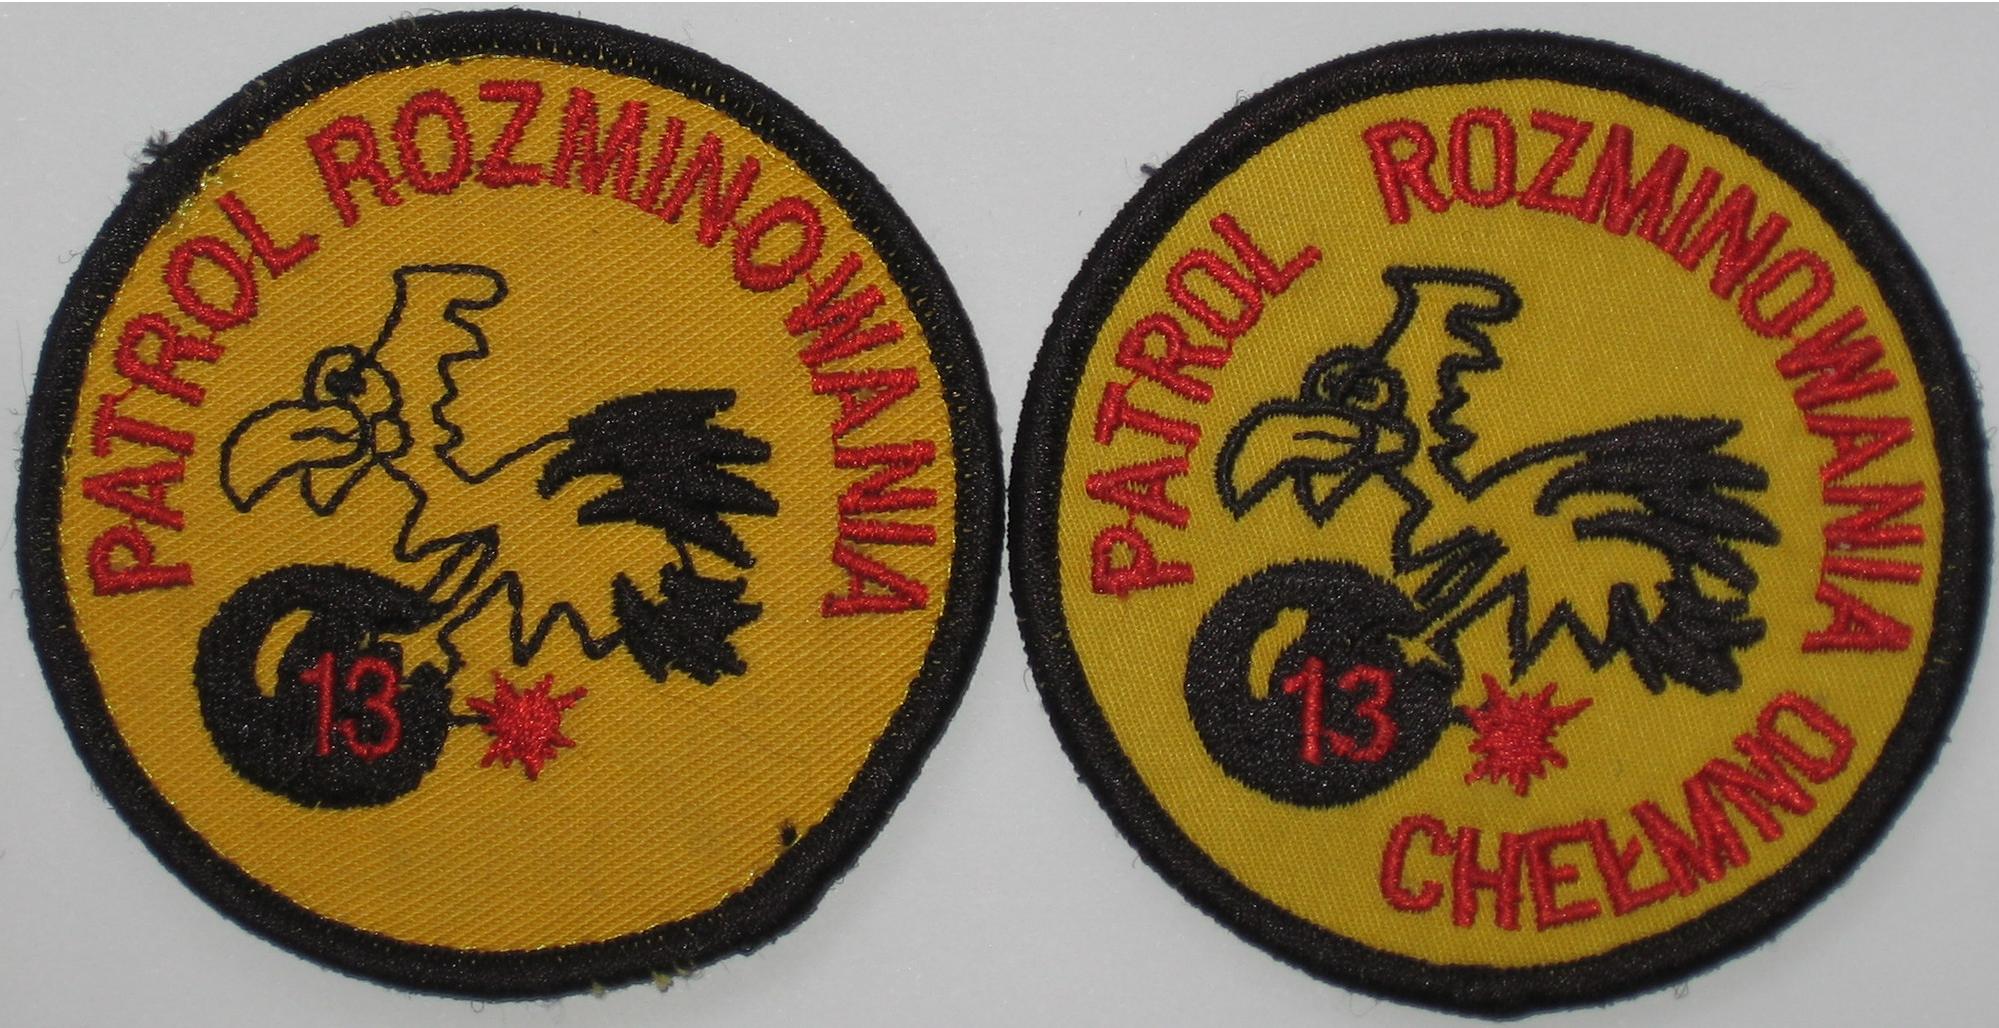 PATROL ROZMINOWANIA
13
PATROL ROZMINOWANIA
13
CHEŁMNO